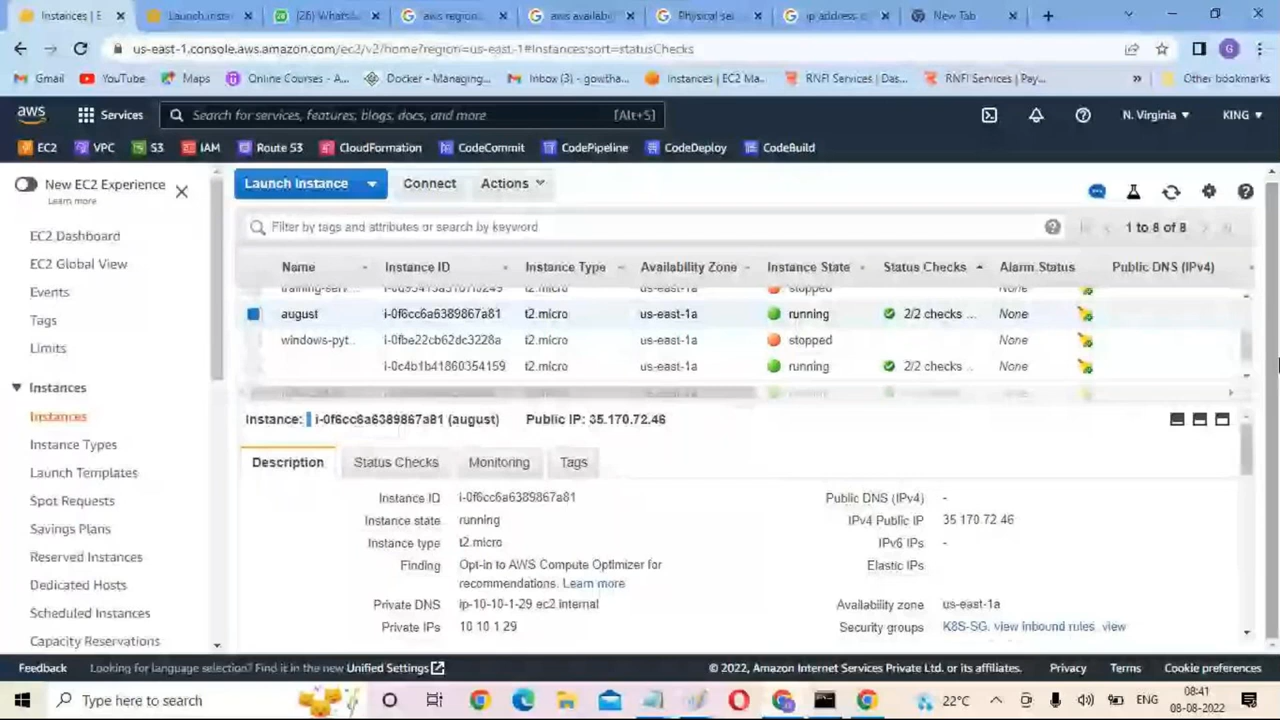 Instances | E
Launch insta
(26) WhatsA
aws region
aws availabi
Physical se
ip address
New Tab
us-east-1.console.aws.amazon.com/ec2/v2/home?region=us-east-1#Instances:sort=statusChecks
Gmail
YouTube
Maps
Online Courses - A...
Docker - Managing...
Inbox (3) - gowtha...
Instances | EC2 Ma...
RNFI Services | Das...
RNFI Services | Pay...
»
Other bookmarks
aws
Services
Search for services, features, blogs, docs, and more
[Alt+S]
N. Virginia
KING
EC2
VPC
S3
IAM
Route 53
CloudFormation
CodeCommit
CodePipeline
CodeDeploy
CodeBuild
New EC2 Experience
Learn more
EC2 Dashboard
EC2 Global View
Events
Tags
Limits
Instances
Instances
Instance Types
Launch Templates
Spot Requests
Savings Plans
Reserved Instances
Dedicated Hosts
Scheduled Instances
Capacity Reservations
Launch Instance
Connect
Actions
Filter by tags and attributes or search by keyword
1 to 8 of 8
Name Instance ID Instance Type Availability Zone Instance State Status Checks Alarm Status Public DNS (IPv4)
training-serv... t2.micro us-east-1a stopped None
august i-0f6cc6a6389867a81 t2.micro us-east-1a running 2/2 checks ... None
windows-pyt... i-0fbe22cb62dc3228a t2.micro us-east-1a stopped None
i-0c4b1b41860354159 t2.micro us-east-1a running 2/2 checks ... None
Instance: i-0f6cc6a6389867a81 (august) Public IP: 35.170.72.46
Description
Status Checks
Monitoring
Tags
Instance ID i-0f6cc6a6389867a81
Instance state running
Instance type t2.micro
Finding Opt-in to AWS Compute Optimizer for
recommendations. Learn more
Private DNS ip-10-10-1-29 ec2 internal
Private IPs 10 10 1 29
Public DNS (IPv4) -
IPv4 Public IP 35 170 72 46
IPv6 IPs -
Elastic IPs
Availability zone us-east-1a
Security groups K8S-SG. view inbound rules. view
Feedback
Looking for language selection? Find it in the new Unified Settings
© 2022, Amazon Internet Services Private Ltd. or its affiliates.
Privacy
Terms
Cookie preferences
Type here to search
22°C
ENG
08:41
08-08-2022